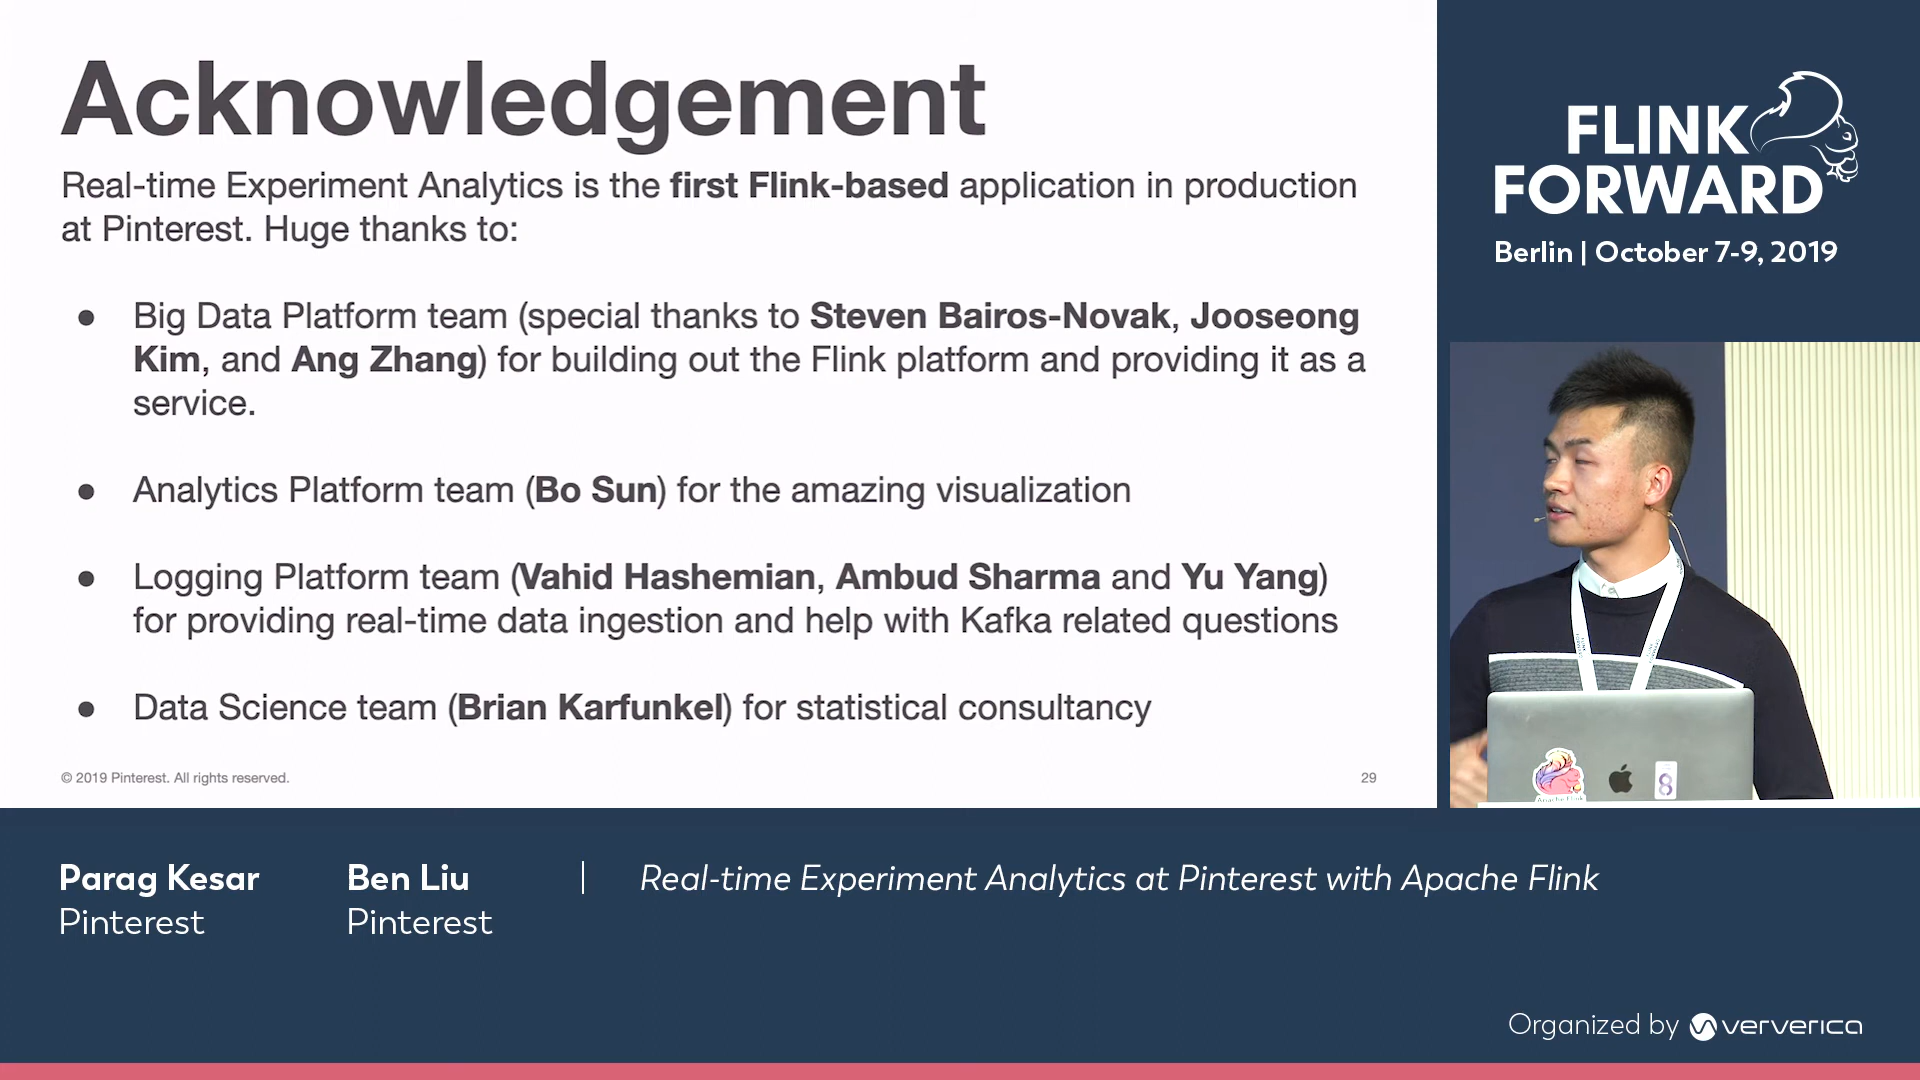 Acknowledgement
Real-time Experiment Analytics is the first Flink-based application in production
at Pinterest. Huge thanks to:
● Big Data Platform team (special thanks to Steven Bairos-Novak, Jooseong
Kim, and Ang Zhang) for building out the Flink platform and providing it as a
service.
● Analytics Platform team (Bo Sun) for the amazing visualization
● Logging Platform team (Vahid Hashemian, Ambud Sharma and Yu Yang)
for providing real-time data ingestion and help with Kafka related questions
● Data Science team (Brian Karfunkel) for statistical consultancy
© 2019 Pinterest. All rights reserved.
29
FLINK
FORWARD
Berlin | October 7-9, 2019
Apache Flink
8
Parag Kesar
Pinterest
Ben Liu
Pinterest
Real-time Experiment Analytics at Pinterest with Apache Flink
Organized by ververica